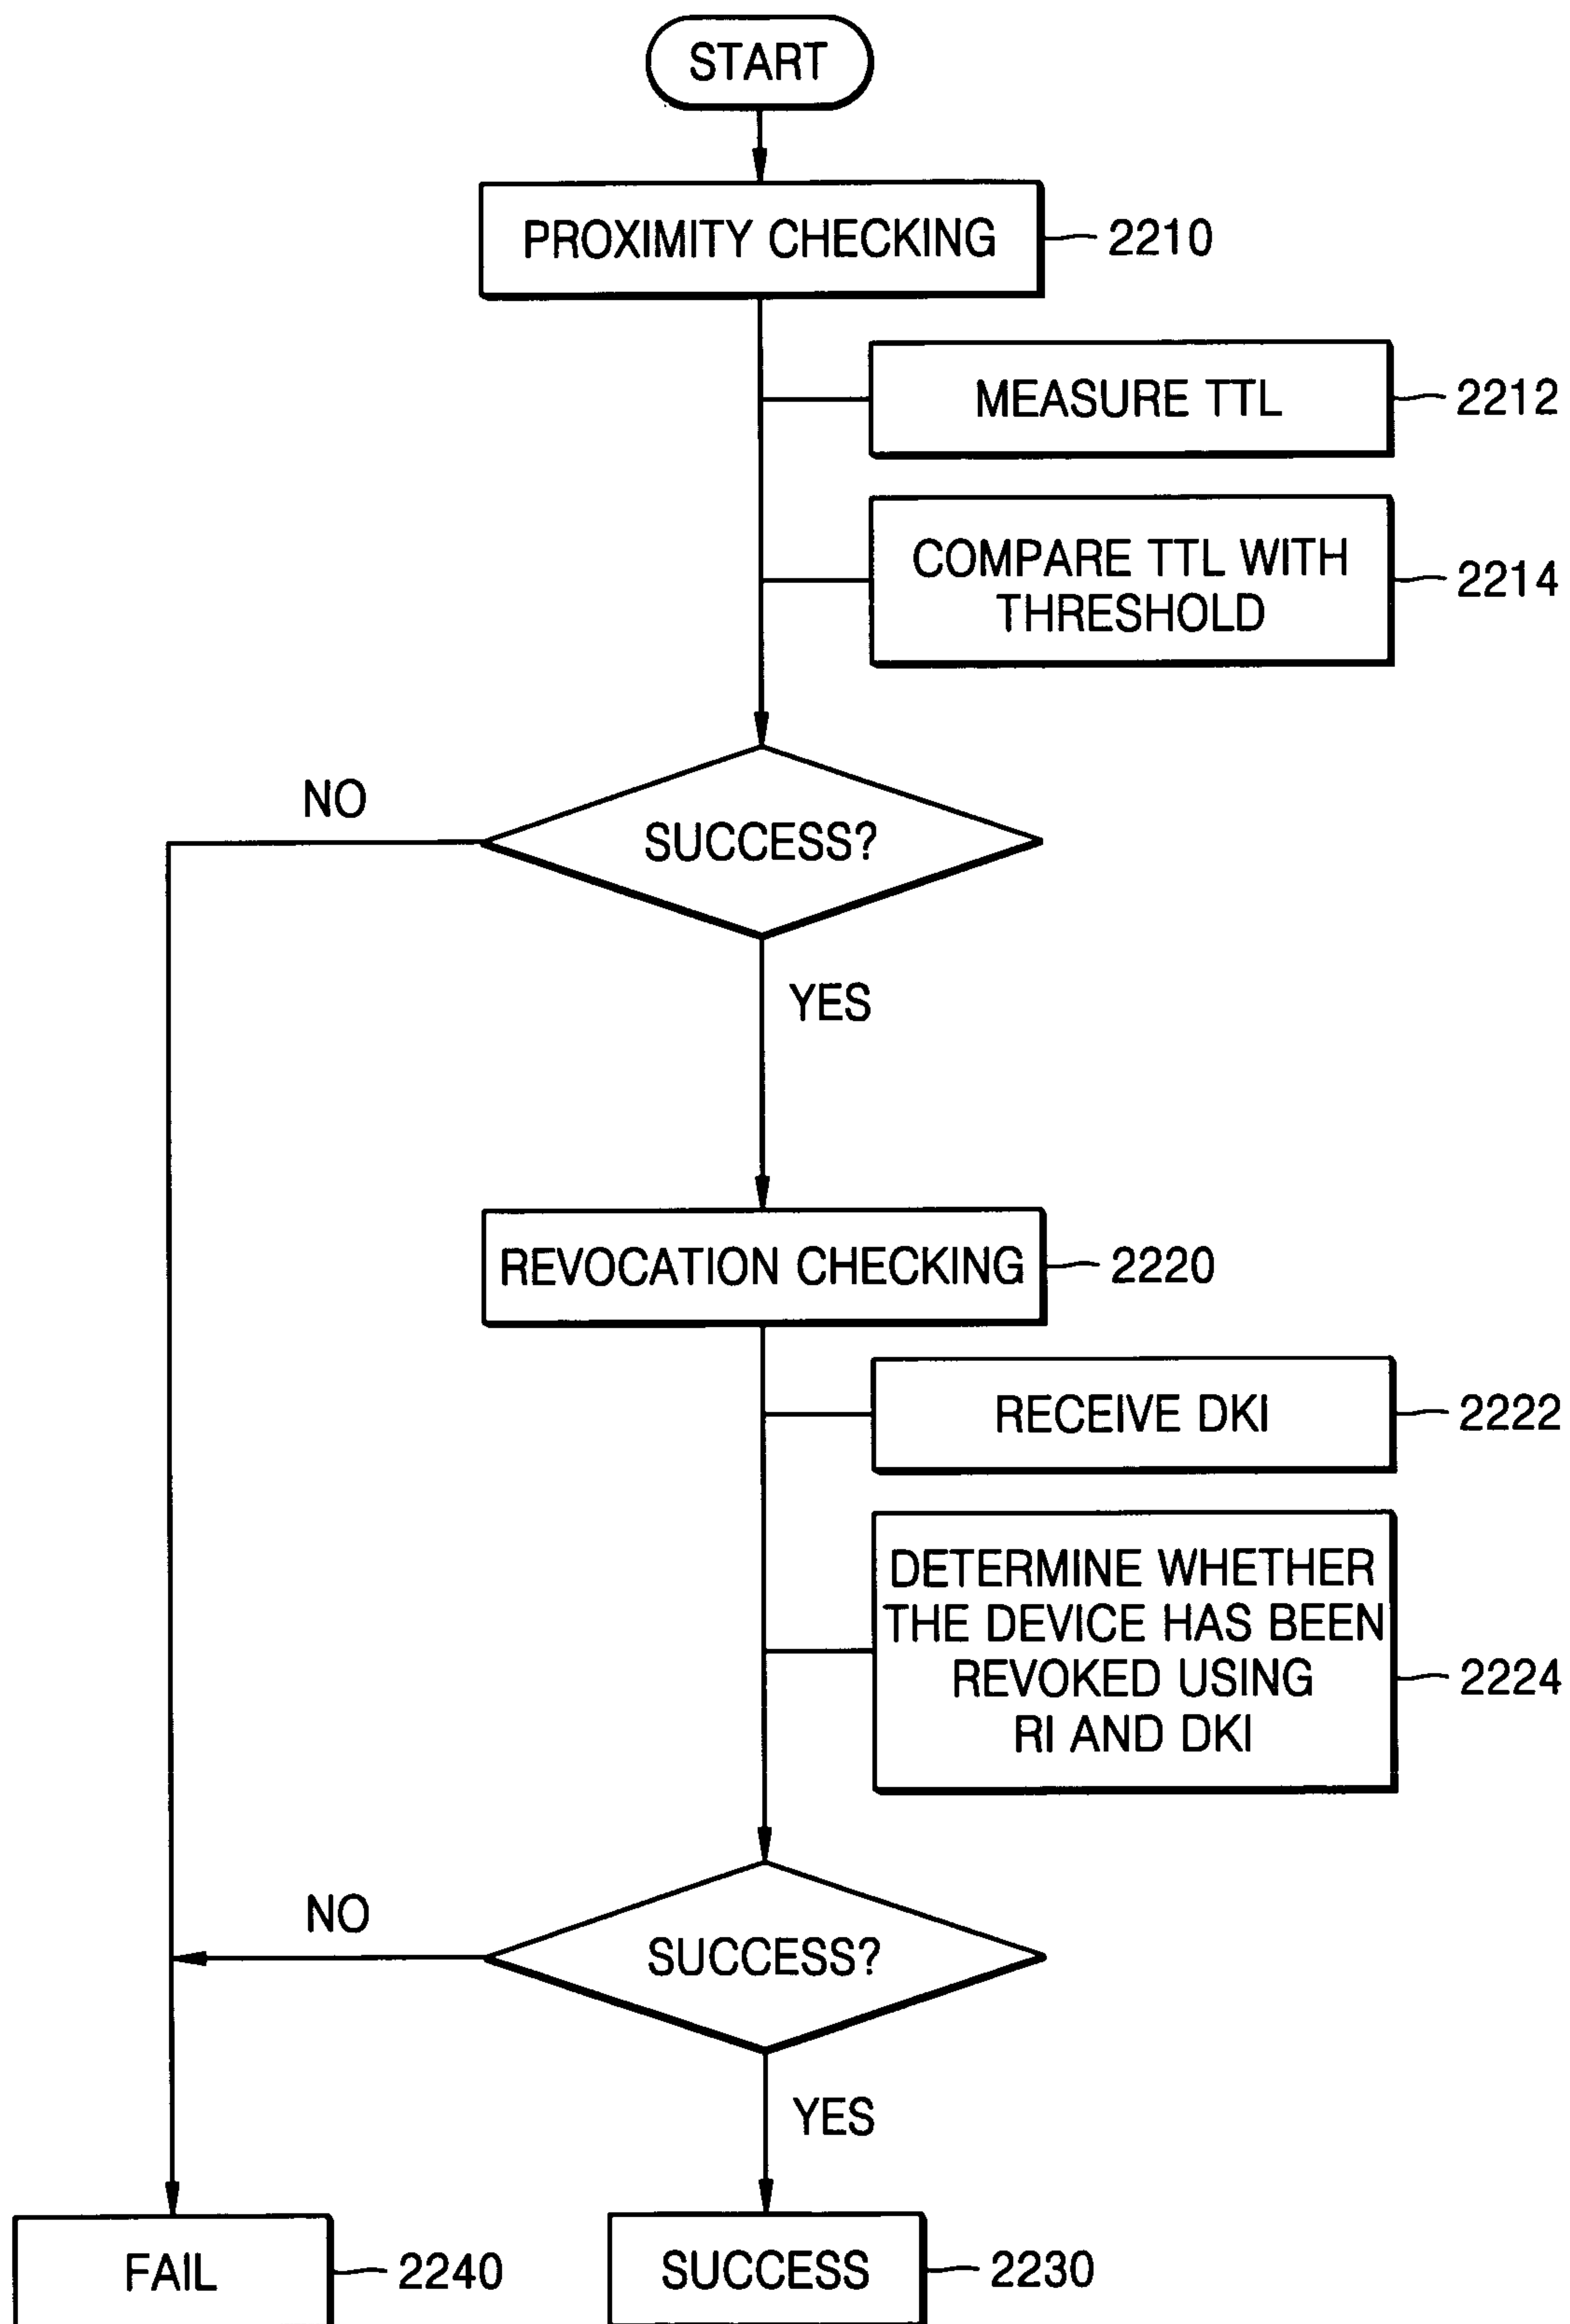 START
PROXIMITY CHECKING
2210
MEASURE TTL
2212
COMPARE TTL WITH
THRESHOLD
2214
NO
SUCCESS?
YES
REVOCATION CHECKING
2220
RECEIVE DKI
2222
DETERMINE WHETHER
THE DEVICE HAS BEEN
REVOKED USING
RI AND DKI
2224
NO
SUCCESS?
YES
FAIL
2240
SUCCESS
2230